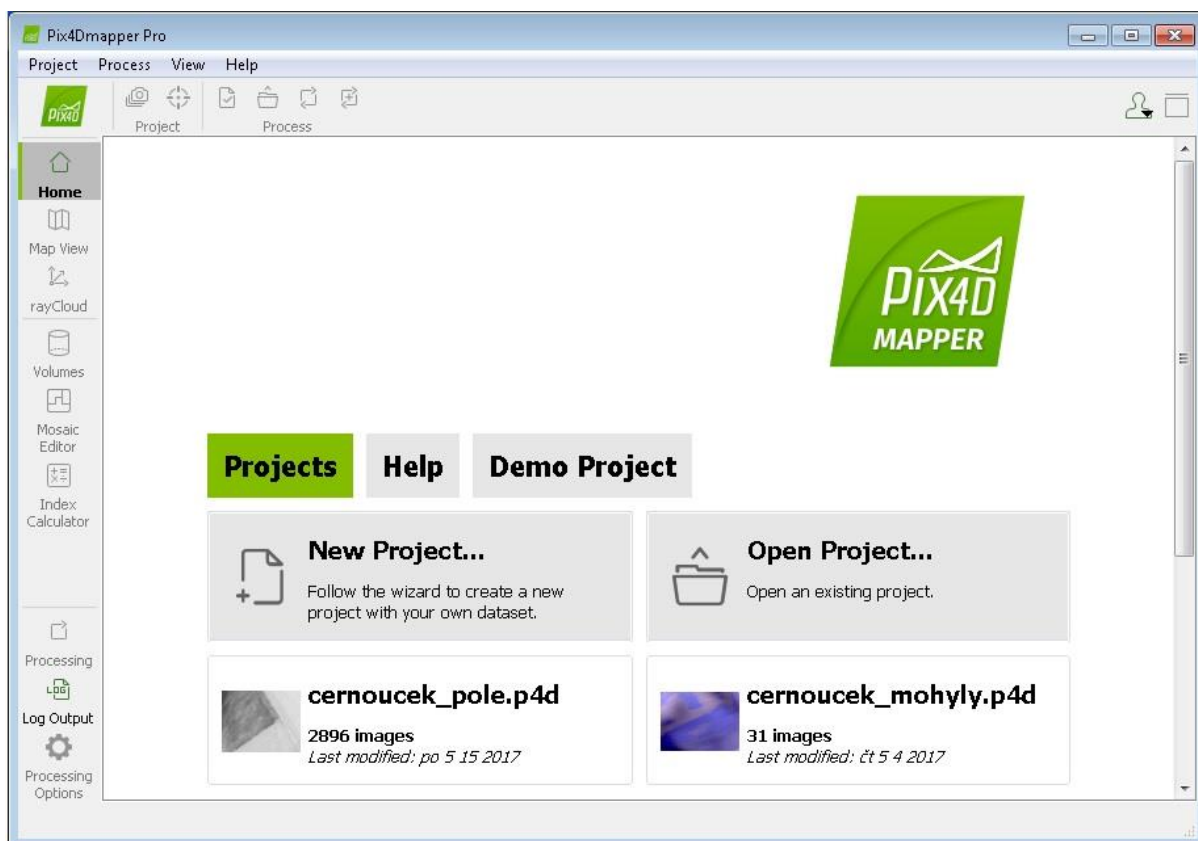 Pix4Dmapper Pro
Project Process View Help
PIX4D
Project
Process
Home
Map View
rayCloud
Volumes
Mosaic
Editor
Index
Calculator
Processing
LOG
Log Output
Processing
Options
PIX4D
MAPPER
Projects
Help
Demo Project
New Project...
Follow the wizard to create a new
project with your own dataset.
Open Project...
Open an existing project.
cernoucek_pole.p4d
2896 images
Last modified: po 5 15 2017
cernoucek_mohyly.p4d
31 images
Last modified: čt 5 4 2017